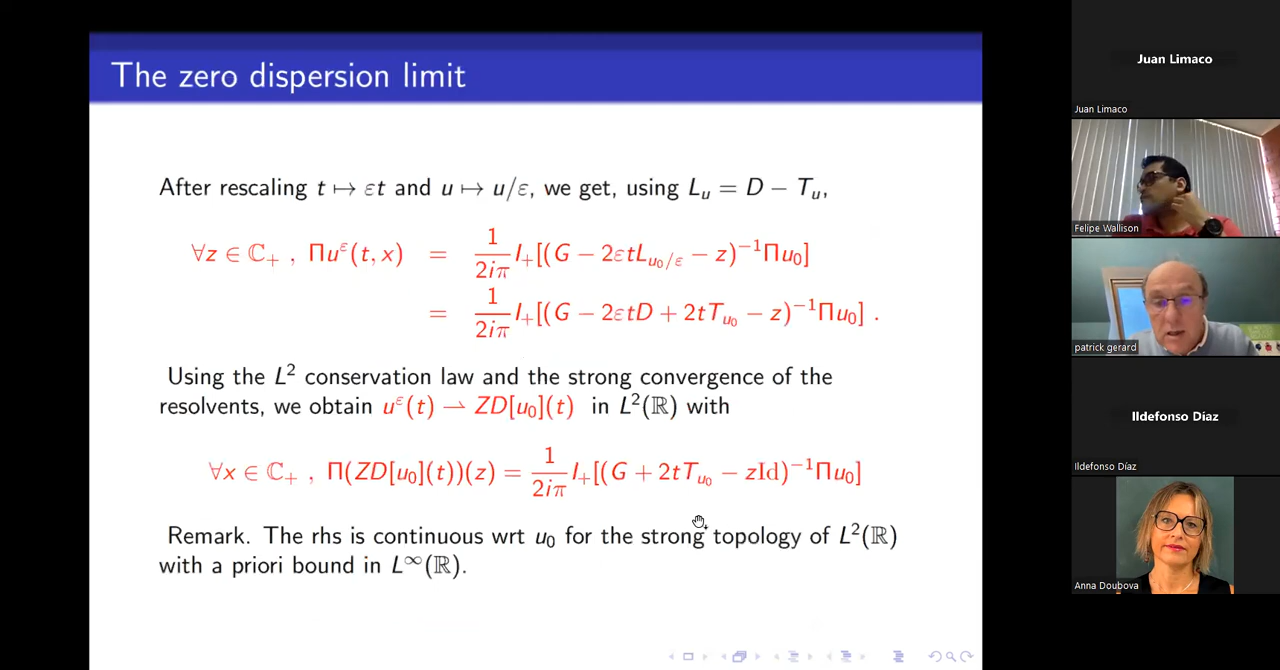 The zero dispersion limit
After rescaling t ↦ εt and u ↦ u/ε, we get, using L_u = D − T_u,
∀z ∈ ℂ₊ , Πu^ε(t, x) = 1/(2iπ) I₊[(G − 2εtL_{u₀/ε} − z)^{−1}Πu₀]
= 1/(2iπ) I₊[(G − 2εtD + 2tT_{u₀} − z)^{−1}Πu₀] .
Using the L² conservation law and the strong convergence of the
resolvents, we obtain u^ε(t) ⇀ ZD[u₀](t) in L²(ℝ) with
∀x ∈ ℂ₊ , Π(ZD[u₀](t))(z) = 1/(2iπ) I₊[(G + 2tT_{u₀} − zId)^{−1}Πu₀]
Remark. The rhs is continuous wrt u₀ for the strong topology of L²(ℝ)
with a priori bound in L^∞(ℝ).
Juan Limaco
Juan Limaco
Felipe Wallison
patrick gerard
Ildefonso Díaz
Ildefonso Díaz
Anna Doubova